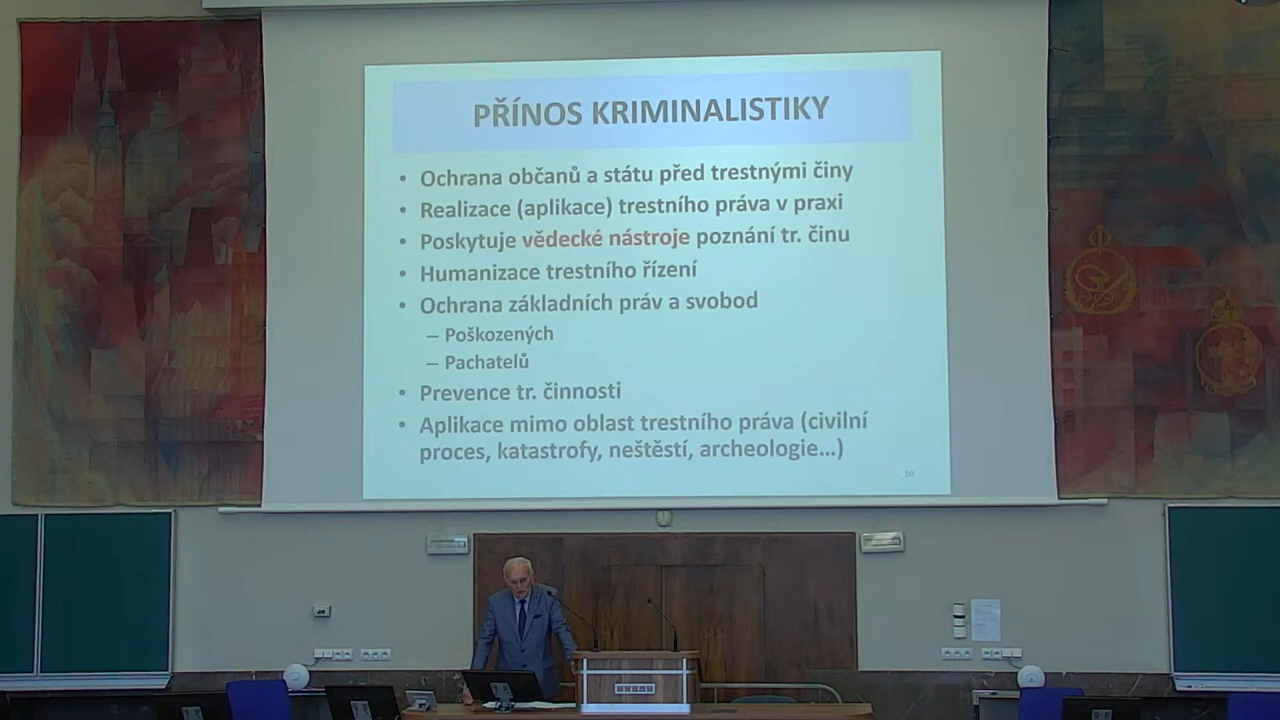 PŘÍNOS KRIMINALISTIKY
• Ochrana občanů a státu před trestnými činy
• Realizace (aplikace) trestního práva v praxi
• Poskytuje vědecké nástroje poznání tr. činu
• Humanizace trestního řízení
• Ochrana základních práv a svobod
– Poškozených
– Pachatelů
• Prevence tr. činnosti
• Aplikace mimo oblast trestního práva (civilní
proces, katastrofy, neštěstí, archeologie...)
10